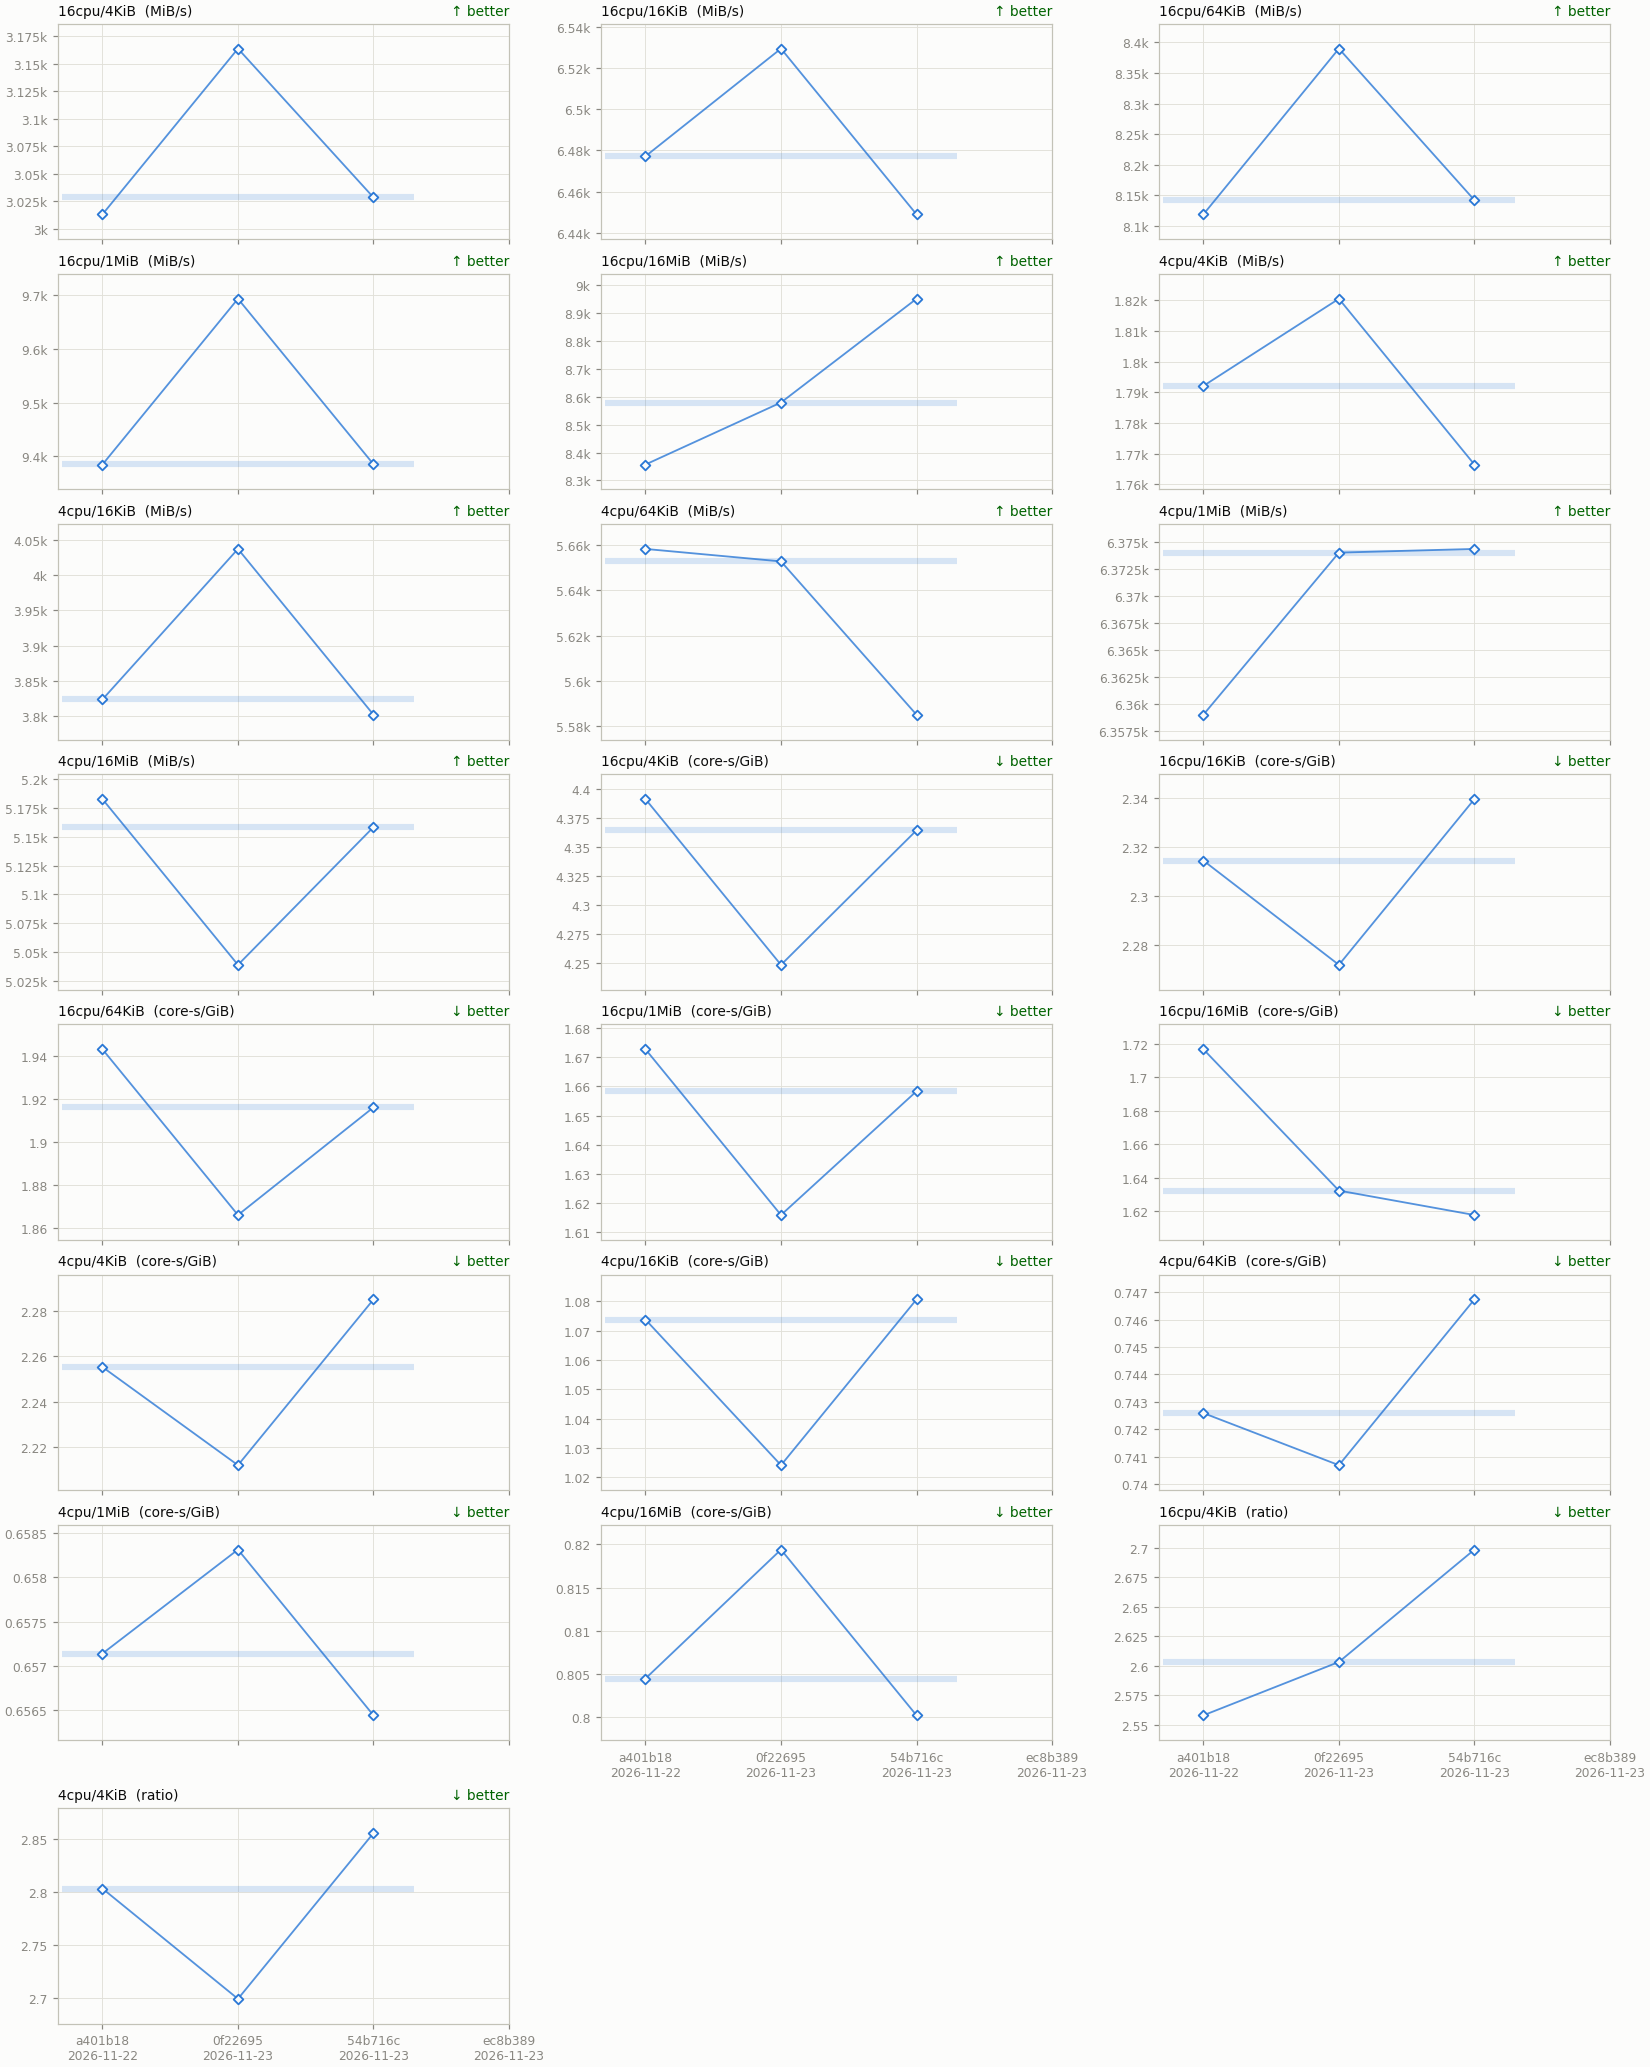 16cpu/4KiB (MiB/s) ↑ better
3.175k
3.15k
3.125k
3.1k
3.075k
3.05k
3.025k
3k
16cpu/16KiB (MiB/s) ↑ better
6.54k
6.52k
6.5k
6.48k
6.46k
6.44k
16cpu/64KiB (MiB/s) ↑ better
8.4k
8.35k
8.3k
8.25k
8.2k
8.15k
8.1k
16cpu/1MiB (MiB/s) ↑ better
9.7k
9.6k
9.5k
9.4k
16cpu/16MiB (MiB/s) ↑ better
9k
8.9k
8.8k
8.7k
8.6k
8.5k
8.4k
8.3k
4cpu/4KiB (MiB/s) ↑ better
1.82k
1.81k
1.8k
1.79k
1.78k
1.77k
1.76k
4cpu/16KiB (MiB/s) ↑ better
4.05k
4k
3.95k
3.9k
3.85k
3.8k
4cpu/64KiB (MiB/s) ↑ better
5.66k
5.64k
5.62k
5.6k
5.58k
4cpu/1MiB (MiB/s) ↑ better
6.375k
6.3725k
6.37k
6.3675k
6.365k
6.3625k
6.36k
6.3575k
4cpu/16MiB (MiB/s) ↑ better
5.2k
5.175k
5.15k
5.125k
5.1k
5.075k
5.05k
5.025k
16cpu/4KiB (core-s/GiB) ↓ better
4.4
4.375
4.35
4.325
4.3
4.275
4.25
16cpu/16KiB (core-s/GiB) ↓ better
2.34
2.32
2.3
2.28
16cpu/64KiB (core-s/GiB) ↓ better
1.94
1.92
1.9
1.88
1.86
16cpu/1MiB (core-s/GiB) ↓ better
1.68
1.67
1.66
1.65
1.64
1.63
1.62
1.61
16cpu/16MiB (core-s/GiB) ↓ better
1.72
1.7
1.68
1.66
1.64
1.62
4cpu/4KiB (core-s/GiB) ↓ better
2.28
2.26
2.24
2.22
4cpu/16KiB (core-s/GiB) ↓ better
1.08
1.07
1.06
1.05
1.04
1.03
1.02
4cpu/64KiB (core-s/GiB) ↓ better
0.747
0.746
0.745
0.744
0.743
0.742
0.741
0.74
4cpu/1MiB (core-s/GiB) ↓ better
0.6585
0.658
0.6575
0.657
0.6565
4cpu/16MiB (core-s/GiB) ↓ better
0.82
0.815
0.81
0.805
0.8
a401b18 0f22695 54b716c ec8b389
2026-11-22 2026-11-23 2026-11-23 2026-11-23
16cpu/4KiB (ratio) ↓ better
2.7
2.675
2.65
2.625
2.6
2.575
2.55
a401b18 0f22695 54b716c ec8b389
2026-11-22 2026-11-23 2026-11-23 2026-11-23
4cpu/4KiB (ratio) ↓ better
2.85
2.8
2.75
2.7
a401b18 0f22695 54b716c ec8b389
2026-11-22 2026-11-23 2026-11-23 2026-11-23